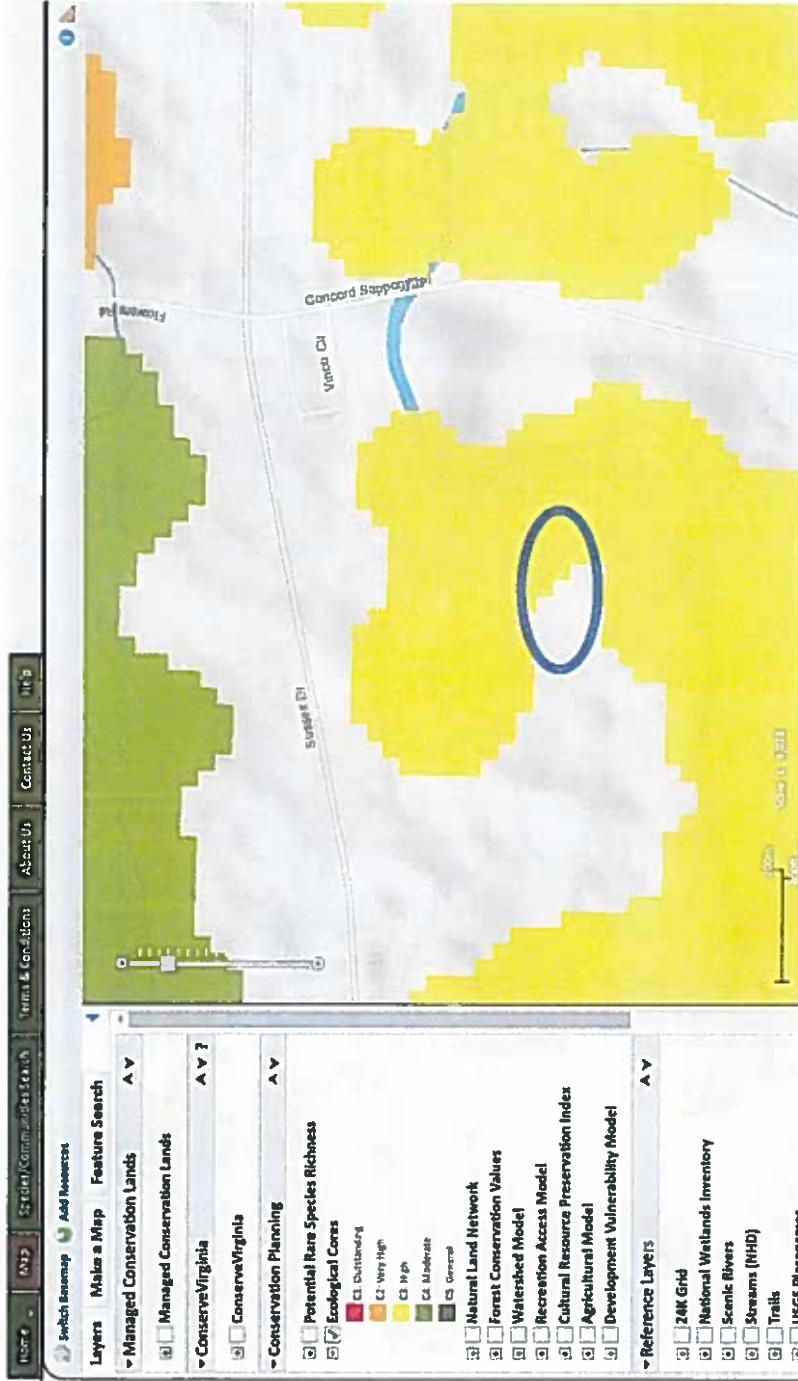 Home
Map
Species/Communities Search
Terms & Conditions
About Us
Contact Us
Help
Switch Basemap
Add Resources
Layers
Make a Map
Feature Search
Managed Conservation Lands
Managed Conservation Lands
ConserveVirginia
?
ConserveVirginia
Conservation Planning
Potential Rare Species Richness
Ecological Cores
C1: Outstanding
C2: Very High
C3: High
C4: Moderate
C5: General
Natural Land Network
Forest Conservation Values
Watershed Model
Recreation Access Model
Cultural Resource Preservation Index
Agricultural Model
Development Vulnerability Model
Reference Layers
24K Grid
National Wetlands Inventory
Scenic Rivers
Streams (NHD)
Trails
Flowers Rd
Sussex Dr
Concord Sappony